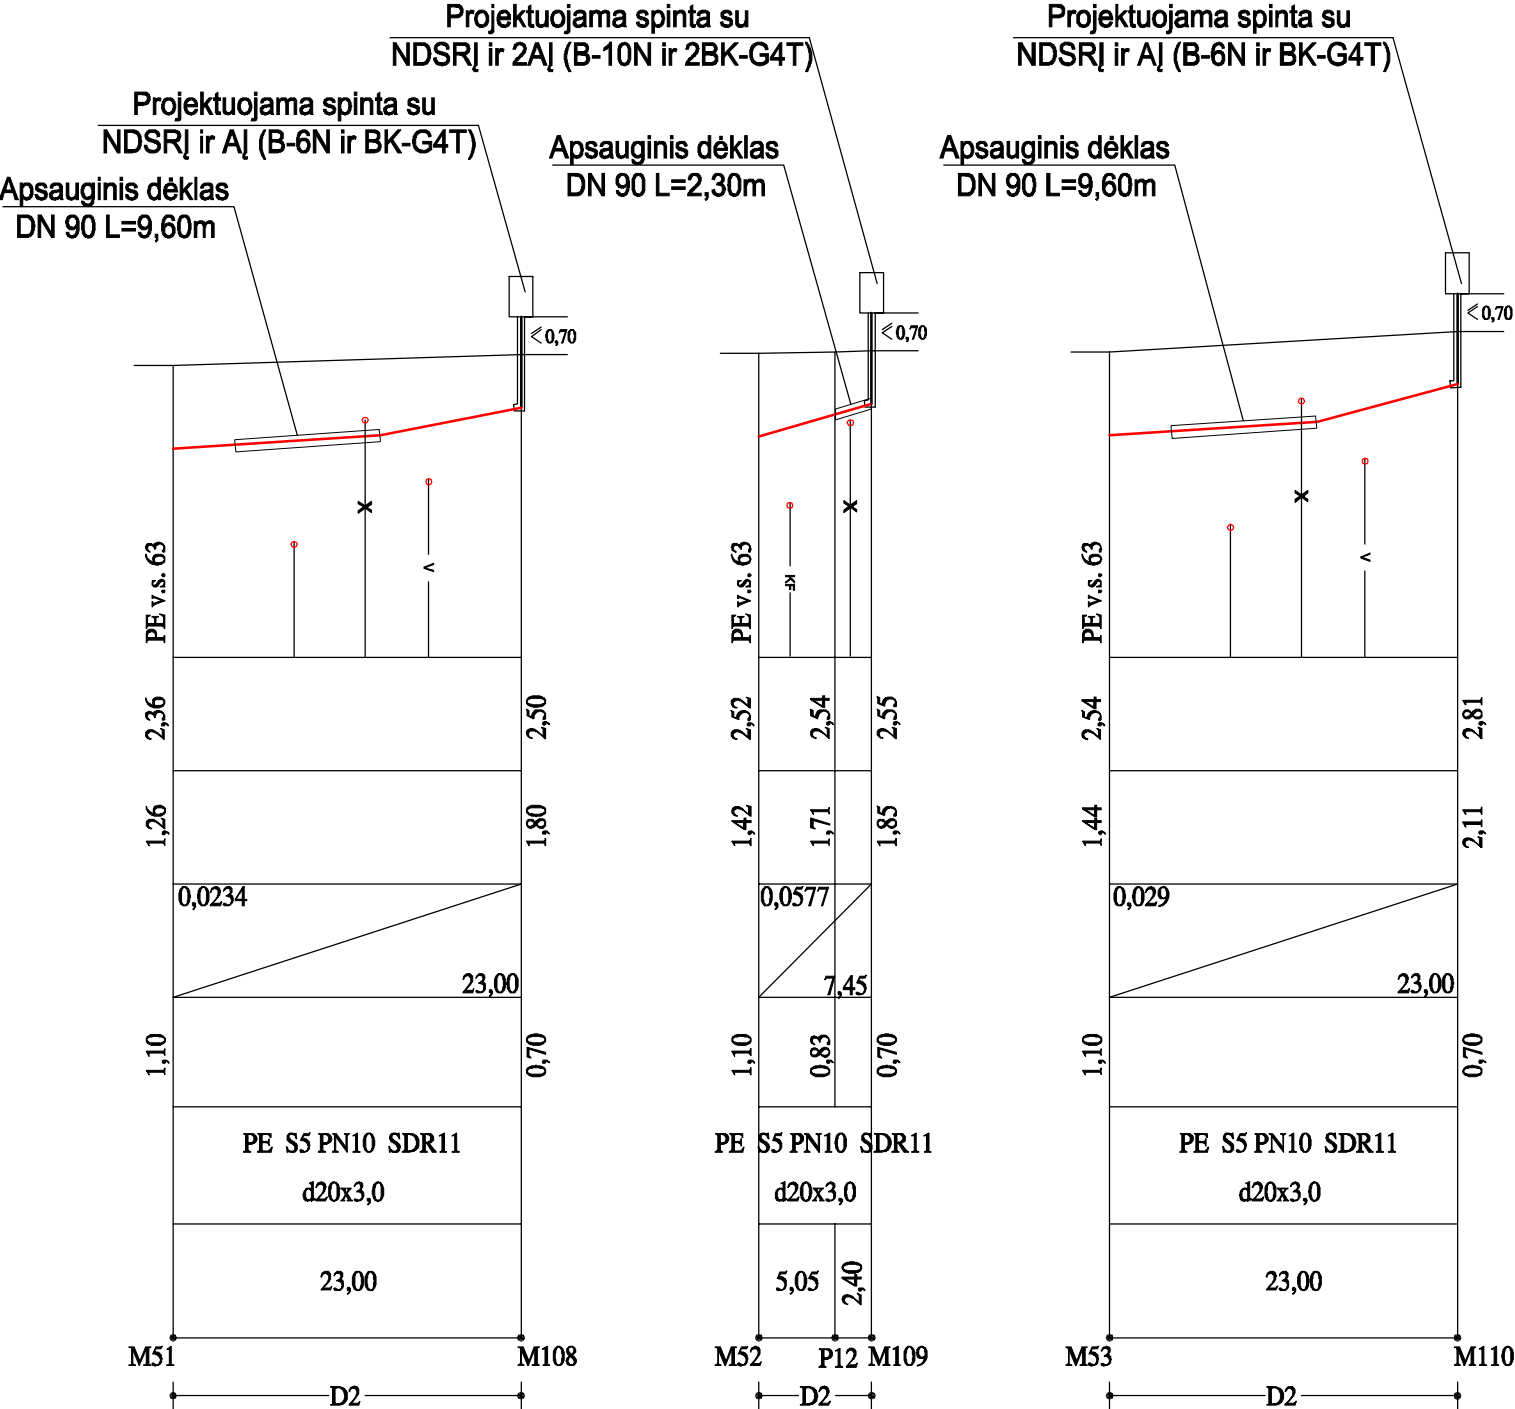 Projektuojama spinta su
NDSRĮ ir AĮ (B-6N ir BK-G4T)
Apsauginis dėklas
DN 90 L=9,60m
≤0,70
PE v.s. 63
2,36
2,50
1,26
1,80
0,0234
23,00
1,10
0,70
PE S5 PN10 SDR11
d20x3,0
23,00
M51
M108
D2
X
V
Projektuojama spinta su
NDSRĮ ir 2AĮ (B-10N ir 2BK-G4T)
Apsauginis dėklas
DN 90 L=2,30m
≤0,70
PE v.s. 63
KF
X
2,52
2,54
2,55
1,42
1,71
1,85
0,0577
7,45
1,10
0,83
0,70
PE S5 PN10 SDR11
d20x3,0
5,05
2,40
M52
P12
M109
D2
Projektuojama spinta su
NDSRĮ ir AĮ (B-6N ir BK-G4T)
Apsauginis dėklas
DN 90 L=9,60m
≤0,70
PE v.s. 63
X
V
2,54
2,81
1,44
2,11
0,029
23,00
1,10
0,70
PE S5 PN10 SDR11
d20x3,0
23,00
M53
M110
D2